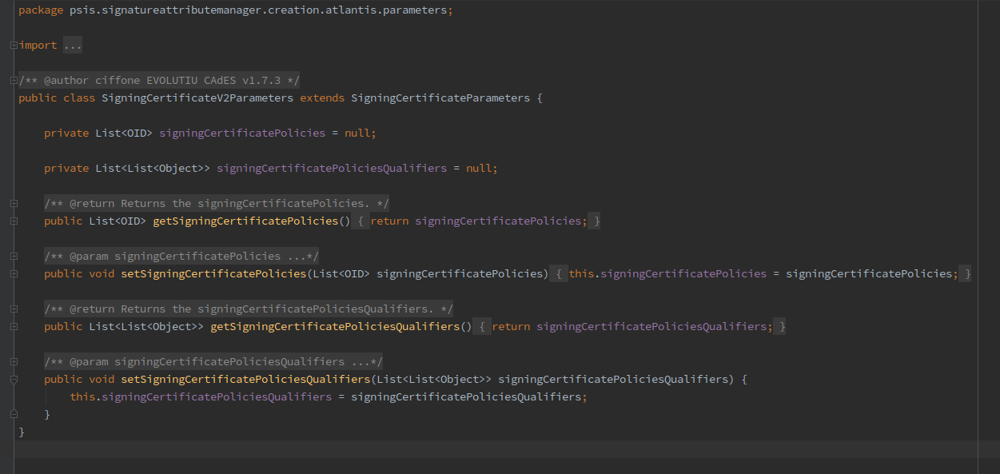 package psis.signatureattributemanager.creation.atlantis.parameters;
import ...
/** @author ciffone EVOLUTIU CAdES v1.7.3 */
public class SigningCertificateV2Parameters extends SigningCertificateParameters {
private List<OID> signingCertificatePolicies = null;
private List<List<Object>> signingCertificatePoliciesQualifiers = null;
/** @return Returns the signingCertificatePolicies. */
public List<OID> getSigningCertificatePolicies() { return signingCertificatePolicies; }
/** @param signingCertificatePolicies ...*/
public void setSigningCertificatePolicies(List<OID> signingCertificatePolicies) { this.signingCertificatePolicies = signingCertificatePolicies; }
/** @return Returns the signingCertificatePoliciesQualifiers. */
public List<List<Object>> getSigningCertificatePoliciesQualifiers() { return signingCertificatePoliciesQualifiers; }
/** @param signingCertificatePoliciesQualifiers ...*/
public void setSigningCertificatePoliciesQualifiers(List<List<Object>> signingCertificatePoliciesQualifiers) {
this.signingCertificatePoliciesQualifiers = signingCertificatePoliciesQualifiers;
}
}